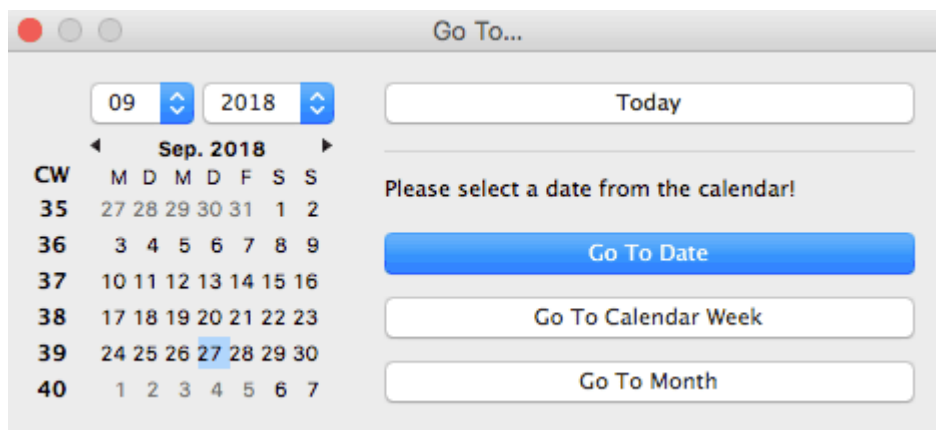 Go To...
09 2018
Today
Sep. 2018
CW M D M D F S S
Please select a date from the calendar!
35 27 28 29 30 31 1 2
36 3 4 5 6 7 8 9
Go To Date
37 10 11 12 13 14 15 16
38 17 18 19 20 21 22 23
Go To Calendar Week
39 24 25 26 27 28 29 30
40 1 2 3 4 5 6 7
Go To Month